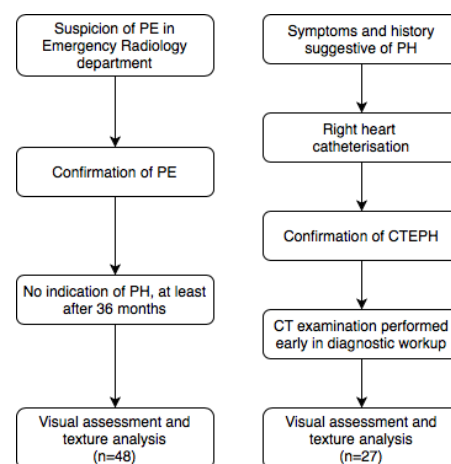 Suspicion of PE in
Emergency Radiology
department
Confirmation of PE
No indication of PH, at least
after 36 months
Visual assessment and
texture analysis
(n=48)
Symptoms and history
suggestive of PH
Right heart
catheterisation
Confirmation of CTEPH
CT examination performed
early in diagnostic workup
Visual assessment and
texture analysis
(n=27)